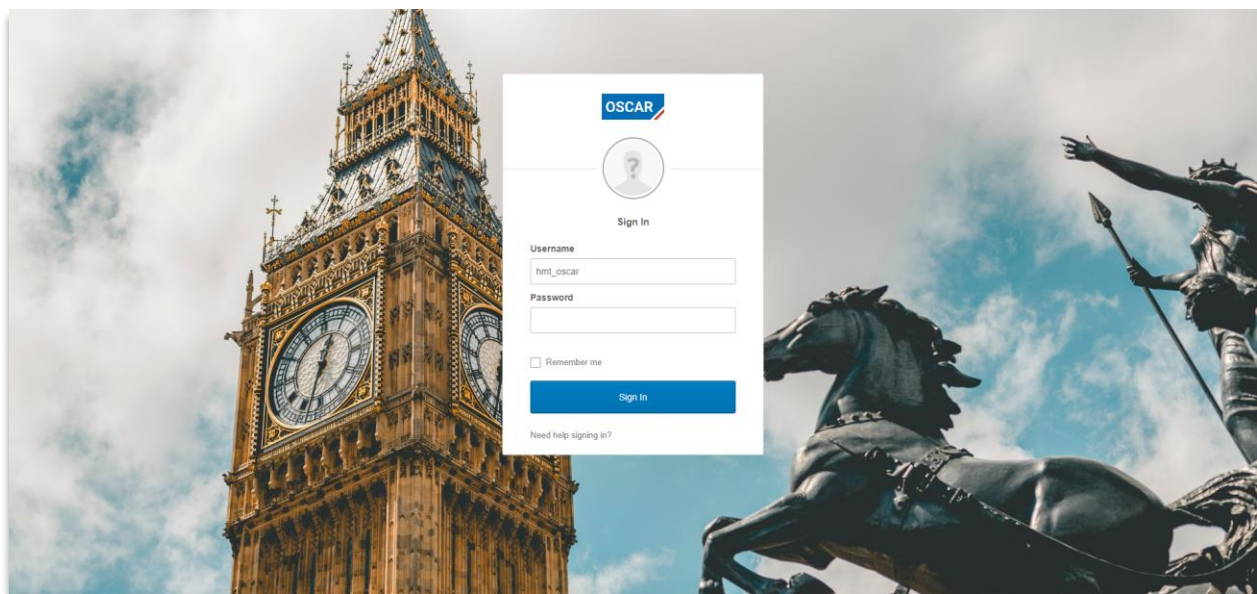 OSCAR
?
Sign In
Username
hmt_oscar
Password
Remember me
Sign In
Need help signing in?